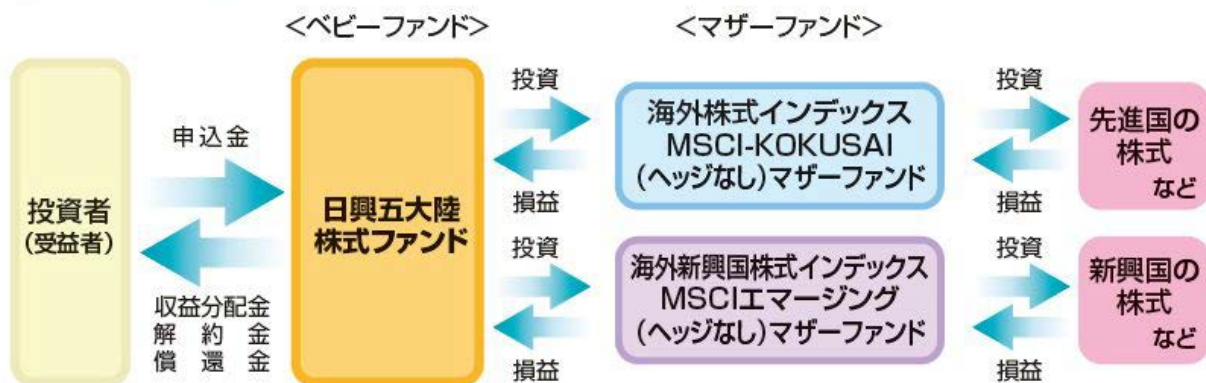 <ベビーファンド>
<マザーファンド>
投資者
(受益者)
申込金
収益分配金
解約金
償還金
日興五大陸
株式ファンド
投資
損益
海外株式インデックス
MSCI-KOKUSAI
(ヘッジなし)マザーファンド
投資
損益
先進国の
株式
など
投資
損益
海外新興国株式インデックス
MSCIエマージング
(ヘッジなし)マザーファンド
投資
損益
新興国の
株式
など